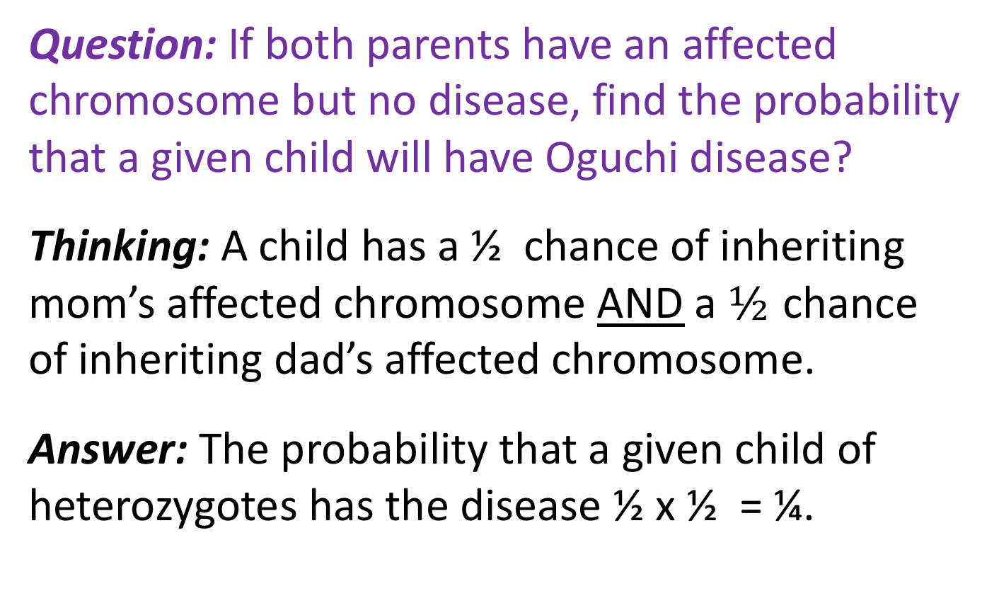 Question: If both parents have an affected
chromosome but no disease, find the probability
that a given child will have Oguchi disease?
Thinking: A child has a ½ chance of inheriting
mom’s affected chromosome AND a ½ chance
of inheriting dad’s affected chromosome.
Answer: The probability that a given child of
heterozygotes has the disease ½ x ½ = ¼.